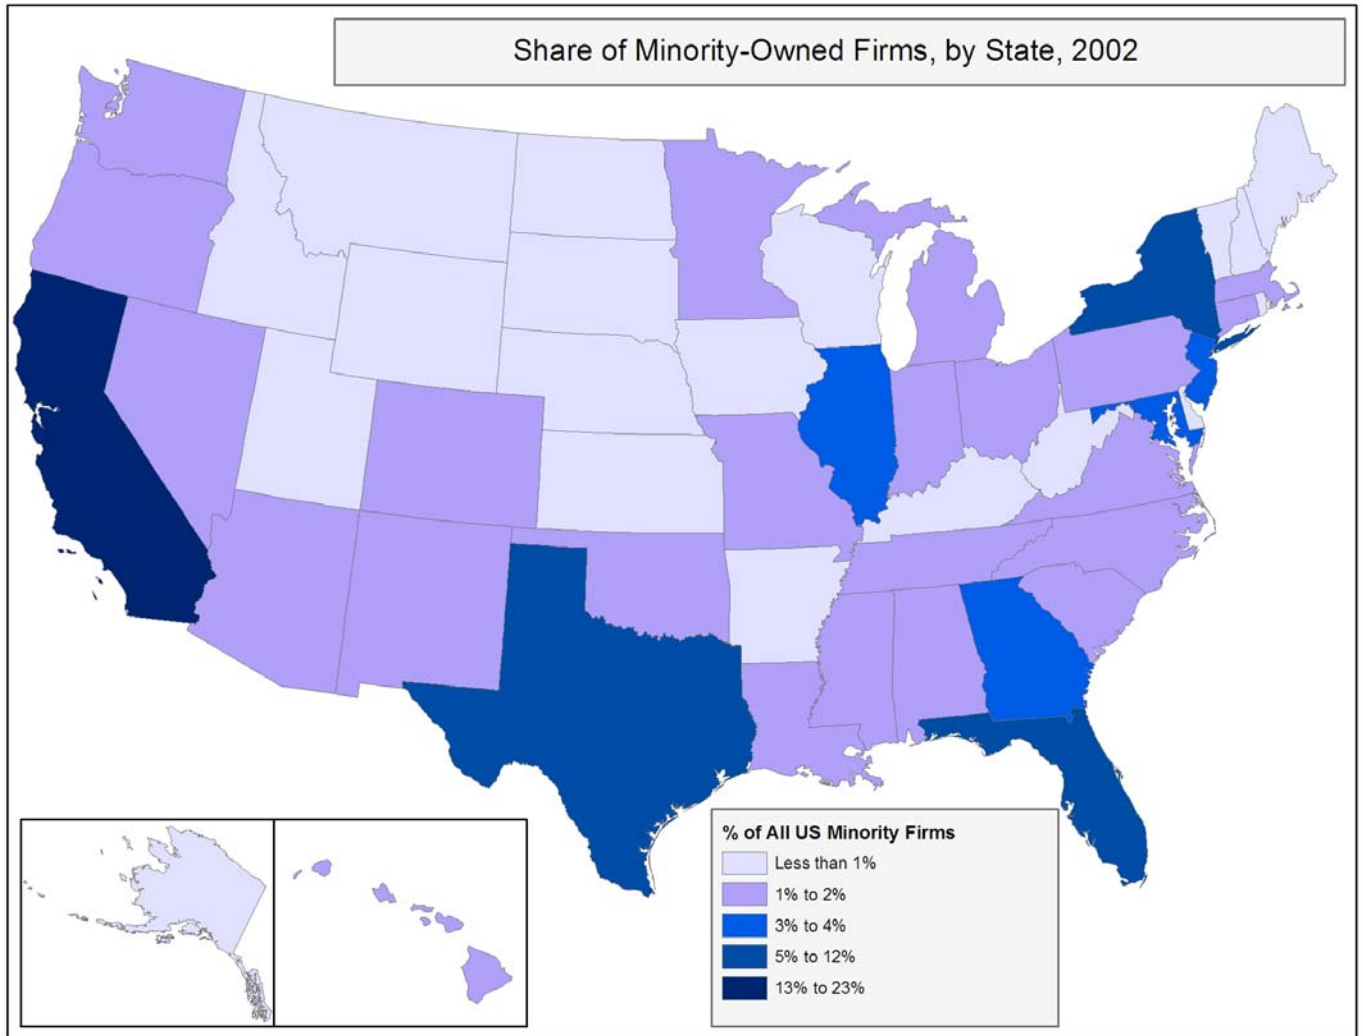 Share of Minority-Owned Firms, by State, 2002
% of All US Minority Firms
Less than 1%
1% to 2%
3% to 4%
5% to 12%
13% to 23%